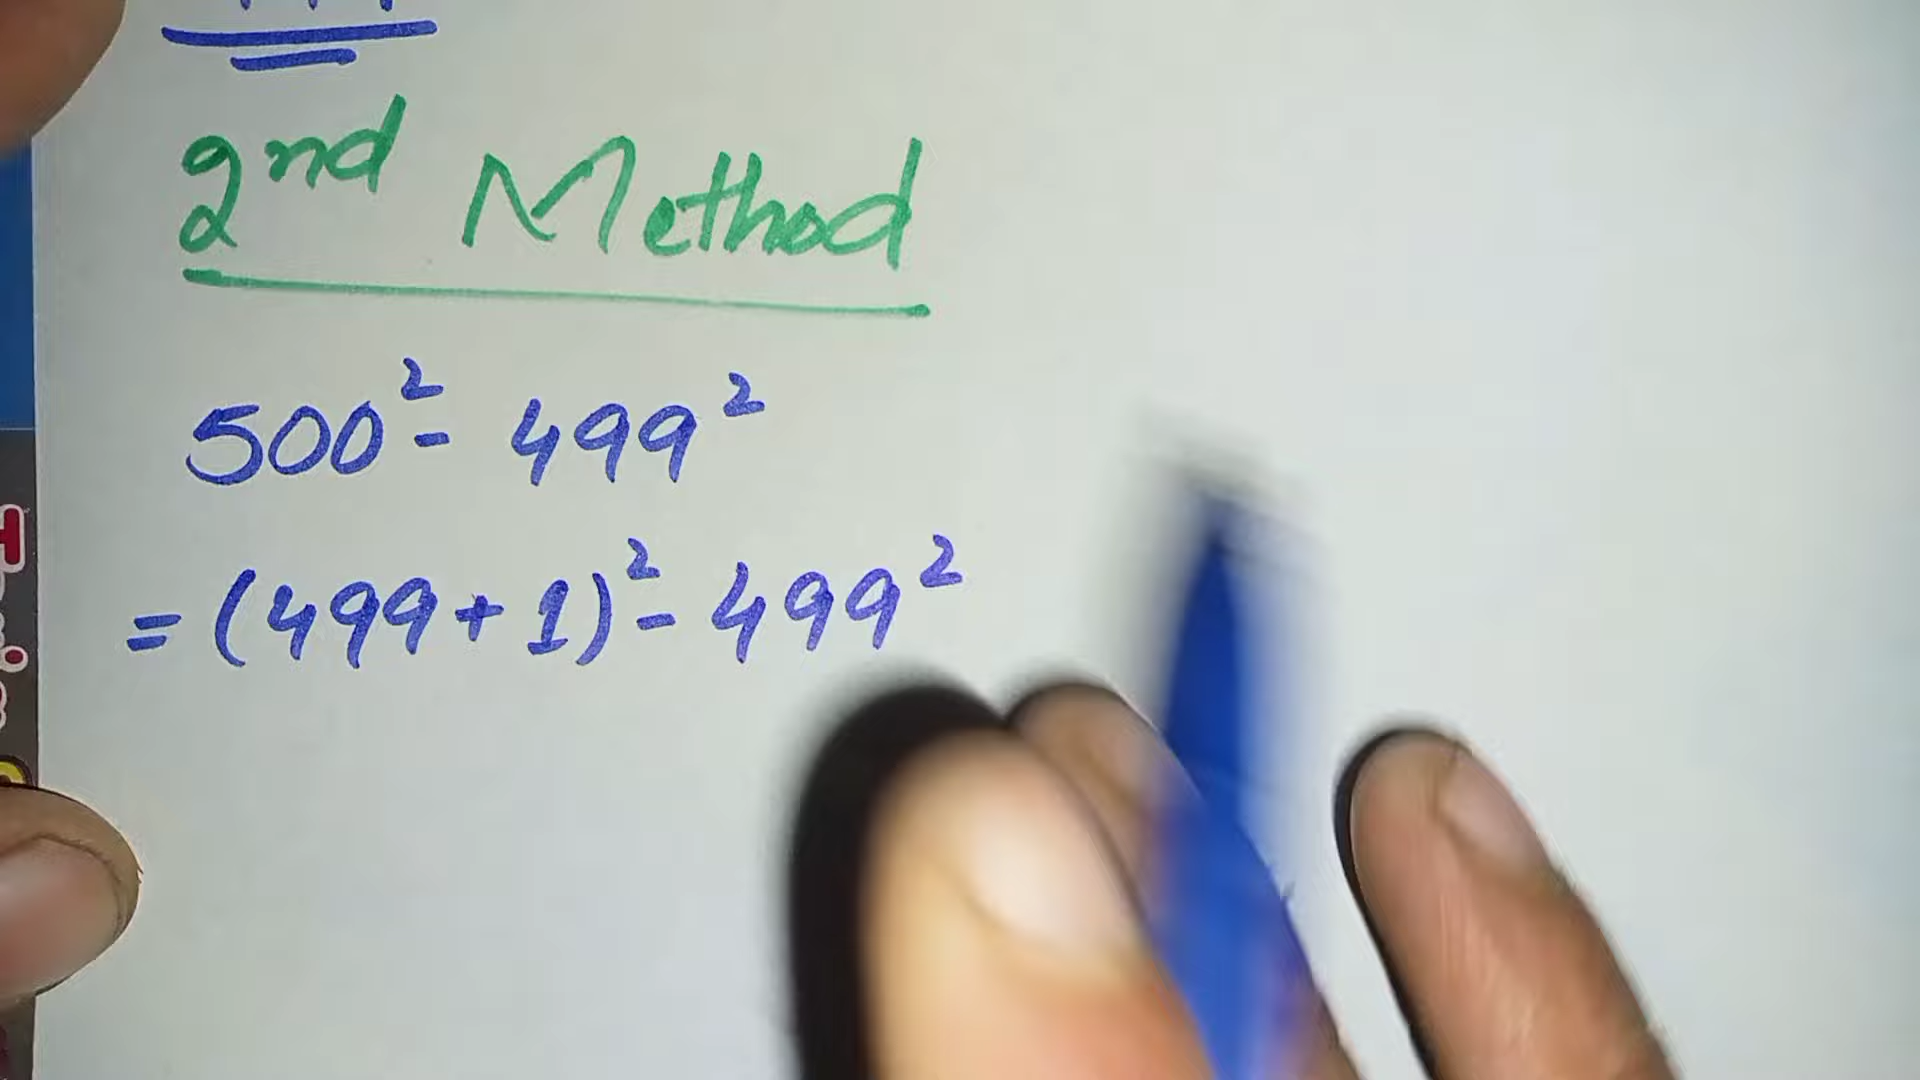 2nd Method
500² - 499²
= (499 + 1)² - 499²